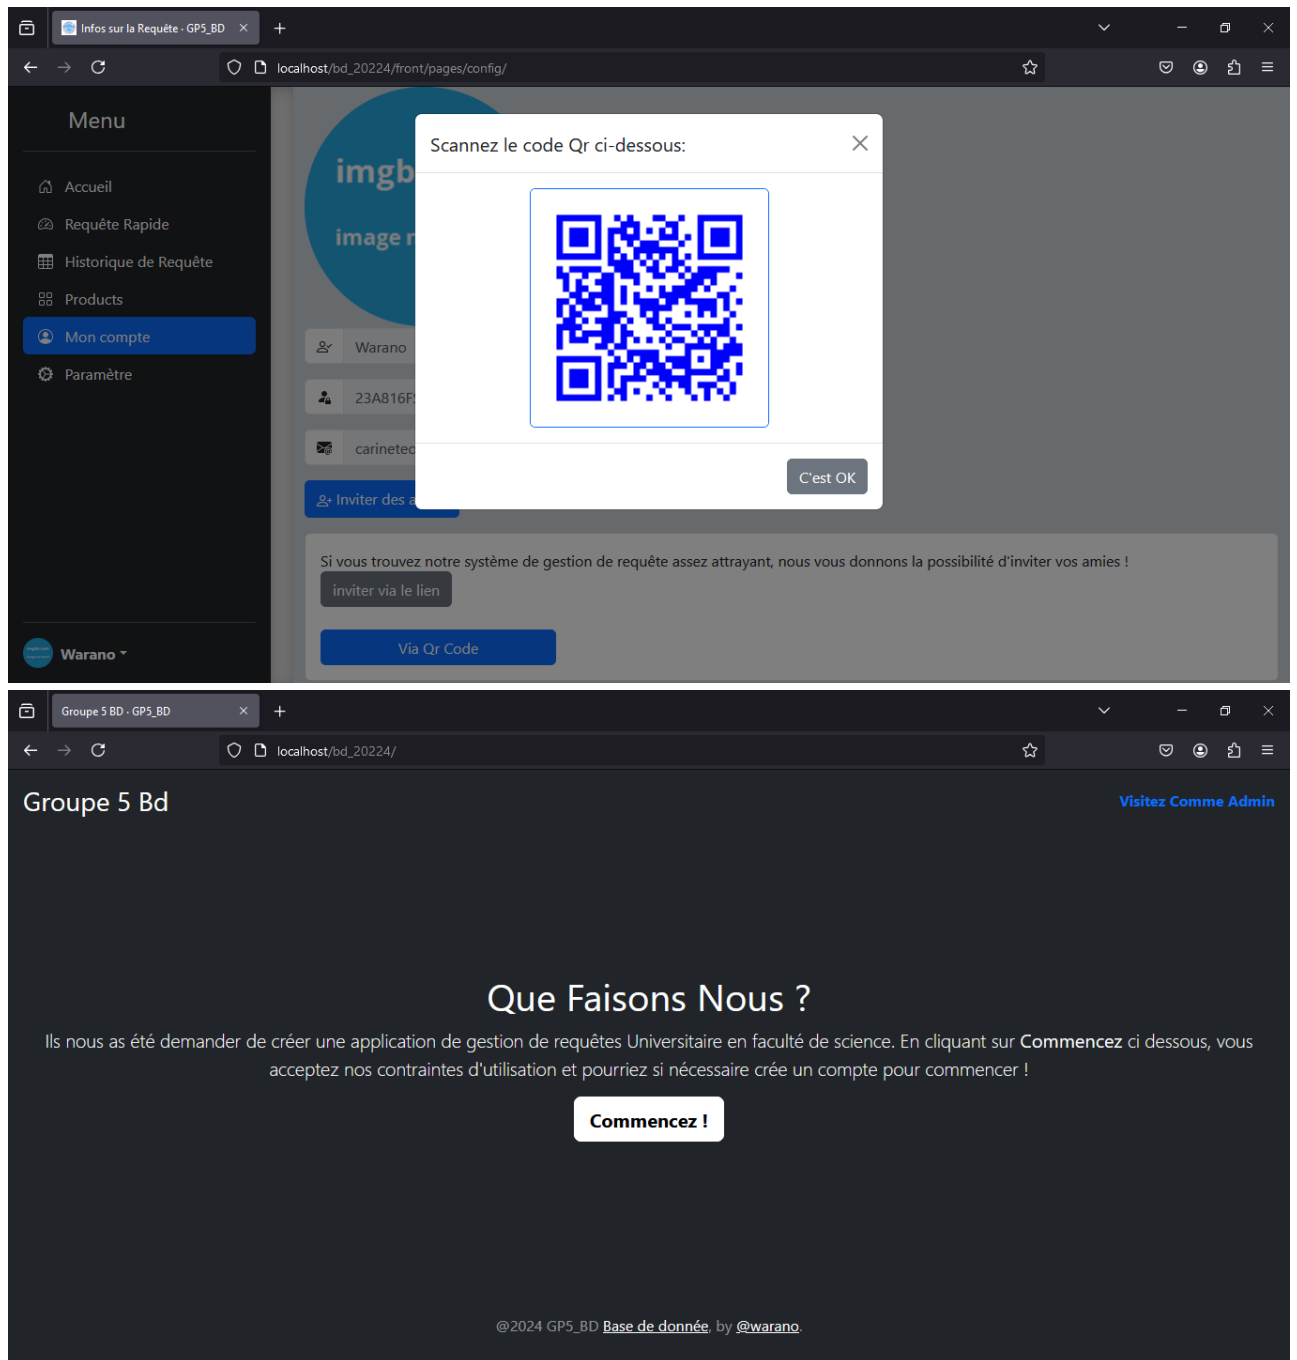 Infos sur la Requête - GP5_BD
localhost/bd_20224/front/pages/config/
Menu
Accueil
Requête Rapide
Historique de Requête
Products
Mon compte
Paramètre
Warano
imgb
image r
Warano
23A816F
carinetec
Inviter des a
Scannez le code Qr ci-dessous:
C'est OK
Si vous trouvez notre système de gestion de requête assez attrayant, nous vous donnons la possibilité d'inviter vos amies !
inviter via le lien
Via Qr Code
Groupe 5 BD · GP5_BD
localhost/bd_20224/
Groupe 5 Bd
Visitez Comme Admin
Que Faisons Nous ?
Ils nous as été demander de créer une application de gestion de requêtes Universitaire en faculté de science. En cliquant sur Commencez ci dessous, vous
acceptez nos contraintes d'utilisation et pourriez si nécessaire crée un compte pour commencer !
Commencez !
@2024 GP5_BD Base de donnée, by @warano.